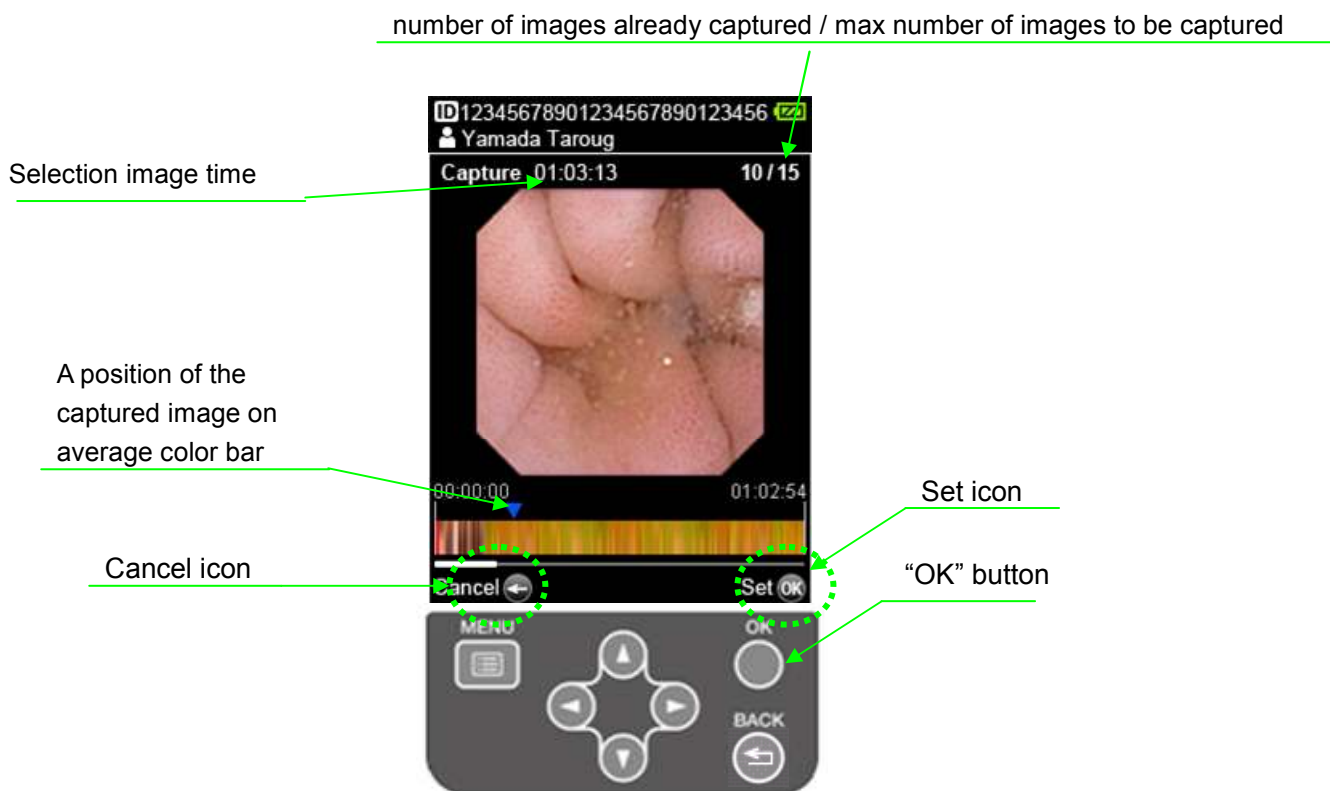 number of images already captured / max number of images to be captured
ID 12345678901234567890123456
Yamada Taroug
Selection image time
Capture 01:03:13 10/15
A position of the
captured image on
average color bar
00:00:00 01:02:54
Set icon
Cancel icon
“OK” button
Cancel Set OK
MENU OK
BACK